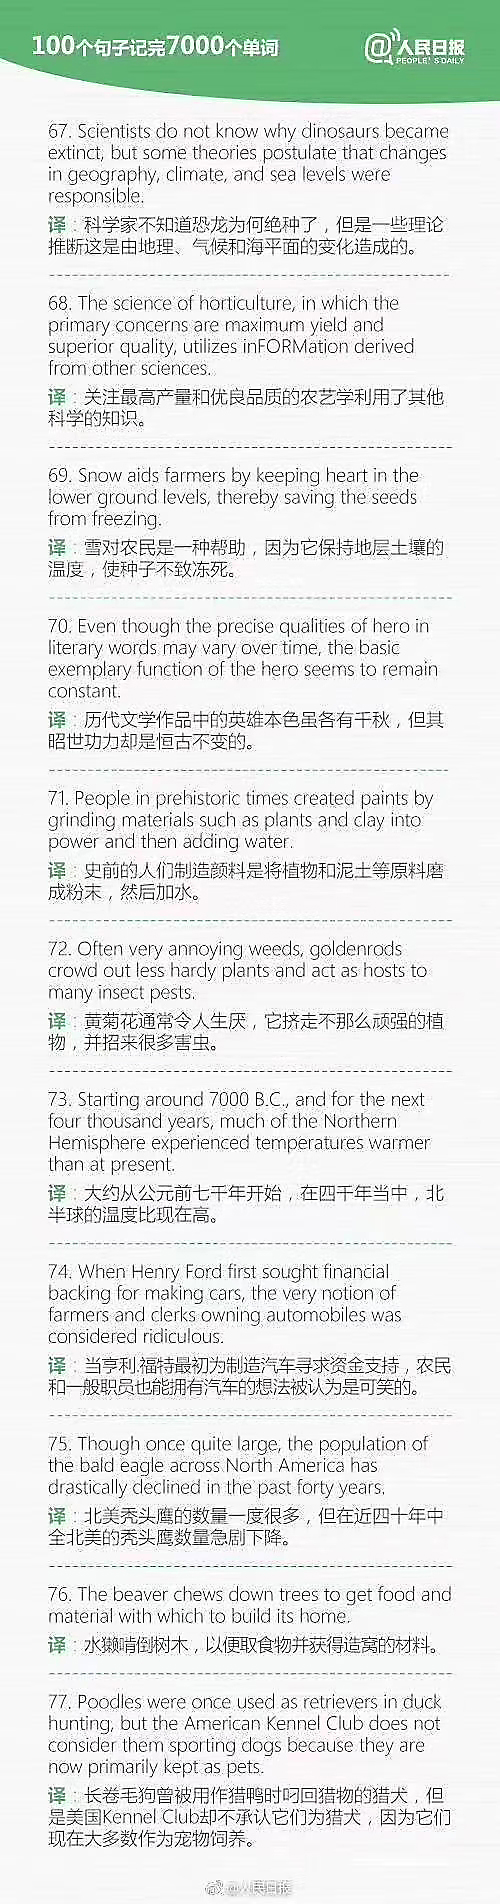 100个句子记完7000个单词
@人民日报
PEOPLE'S DAILY
67. Scientists do not know why dinosaurs became
extinct, but some theories postulate that changes
in geography, climate, and sea levels were
responsible.
译：科学家不知道恐龙为何绝种了，但是一些理论
推断这是由地理、气候和海平面的变化造成的。
68. The science of horticulture, in which the
primary concerns are maximum yield and
superior quality, utilizes inFORMation derived
from other sciences.
译：关注最高产量和优良品质的农艺学利用了其他
科学的知识。
69. Snow aids farmers by keeping heart in the
lower ground levels, thereby saving the seeds
from freezing.
译：雪对农民是一种帮助，因为它保持地层土壤的
温度，使种子不致冻死。
70. Even though the precise qualities of hero in
literary words may vary over time, the basic
exemplary function of the hero seems to remain
constant.
译：历代文学作品中的英雄本色虽各有千秋，但其
昭世功力却是恒古不变的。
71. People in prehistoric times created paints by
grinding materials such as plants and clay into
power and then adding water.
译：史前的人们制造颜料是将植物和泥土等原料磨
成粉末，然后加水。
72. Often very annoying weeds, goldenrods
crowd out less hardy plants and act as hosts to
many insect pests.
译：黄菊花通常令人生厌，它挤走不那么顽强的植
物，并招来很多害虫。
73. Starting around 7000 B.C., and for the next
four thousand years, much of the Northern
Hemisphere experienced temperatures warmer
than at present.
译：大约从公元前七千年开始，在四千年当中，北
半球的温度比现在高。
74. When Henry Ford first sought financial
backing for making cars, the very notion of
farmers and clerks owning automobiles was
considered ridiculous.
译：当亨利.福特最初为制造汽车寻求资金支持，农民
和一般职员也能拥有汽车的想法被认为是可笑的。
75. Though once quite large, the population of
the bald eagle across North America has
drastically declined in the past forty years.
译：北美秃头鹰的数量一度很多，但在近四十年中
全北美的秃头鹰数量急剧下降。
76. The beaver chews down trees to get food and
material with which to build its home.
译：水獭啃倒树木，以便取食物并获得造窝的材料。
77. Poodles were once used as retrievers in duck
hunting, but the American Kennel Club does not
consider them sporting dogs because they are
now primarily kept as pets.
译：长卷毛狗曾被用作猎鸭时叼回猎物的猎犬，但
是美国Kennel Club却不承认它们为猎犬，因为它们
现在大多数作为宠物饲养。
@人民日报